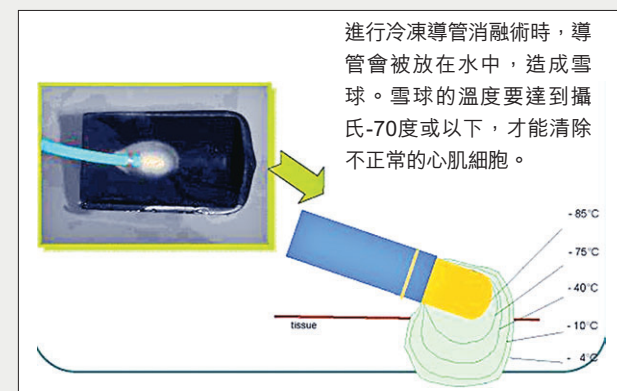 進行冷凍導管消融術時，導
管會被放在水中，造成雪
球。雪球的溫度要達到攝
氏-70度或以下，才能清除
不正常的心肌細胞。
- 85°C
- 75°C
- 40°C
- 10°C
- 4°C
tissue